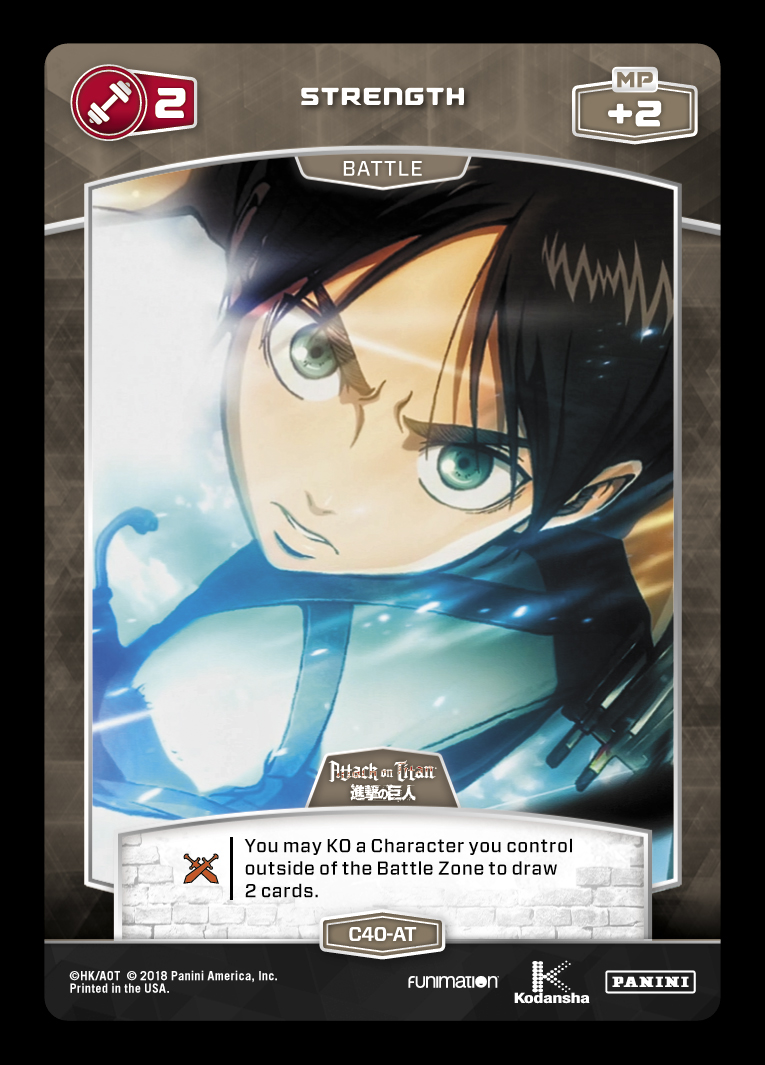 2
STRENGTH
MP
+2
BATTLE
Attack on Titan
進撃の巨人
You may KO a Character you control
outside of the Battle Zone to draw
2 cards.
C40-AT
©HK/AOT © 2018 Panini America, Inc.
Printed in the USA.
FUNIMATION
Kodansha
PANINI